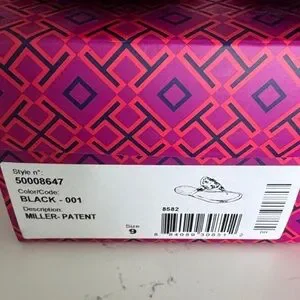 Style n°:
50008647
Color/Code:
BLACK - 001
Description:
MILLER- PATENT
8582
Size
9